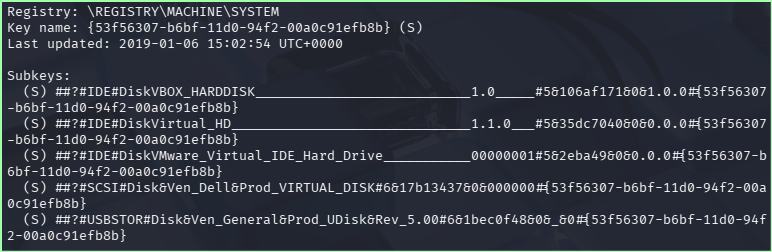 Registry: \REGISTRY\MACHINE\SYSTEM
Key name: {53f56307-b6bf-11d0-94f2-00a0c91efb8b} (S)
Last updated: 2019-01-06 15:02:54 UTC+0000

Subkeys:
  (S) ##?#IDE#DiskVBOX_HARDDISK___________________________1.0_____#5&106af171&0&1.0.0#{53f56307
-b6bf-11d0-94f2-00a0c91efb8b}
  (S) ##?#IDE#DiskVirtual_HD______________________________1.1.0___#5&35dc7040&0&0.0.0#{53f56307
-b6bf-11d0-94f2-00a0c91efb8b}
  (S) ##?#IDE#DiskVMware_Virtual_IDE_Hard_Drive___________00000001#5&2eba49&0&0.0.0#{53f56307-b
6bf-11d0-94f2-00a0c91efb8b}
  (S) ##?#SCSI#Disk&Ven_Dell&Prod_VIRTUAL_DISK#6&17b13437&0&000000#{53f56307-b6bf-11d0-94f2-00a
0c91efb8b}
  (S) ##?#USBSTOR#Disk&Ven_General&Prod_UDisk&Rev_5.00#6&1bec0f48&0&_&0#{53f56307-b6bf-11d0-94f
2-00a0c91efb8b}